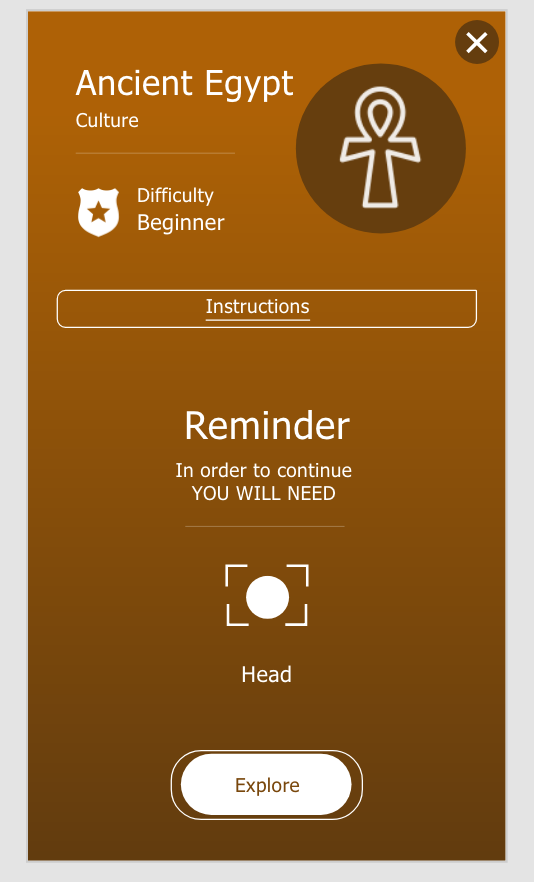 Ancient Egypt
Culture
Difficulty
Beginner
Instructions
Reminder
In order to continue
YOU WILL NEED
Head
Explore